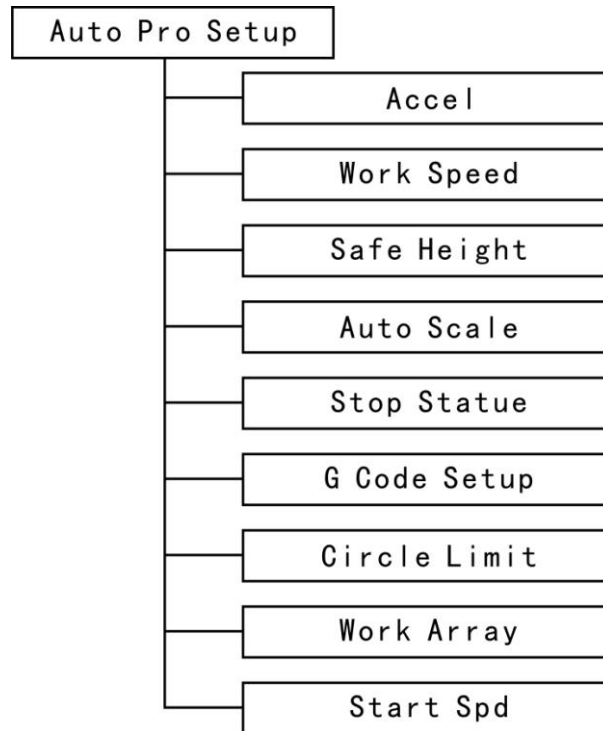 Auto Pro Setup
Accel
Work Speed
Safe Height
Auto Scale
Stop Statue
G Code Setup
Circle Limit
Work Array
Start Spd